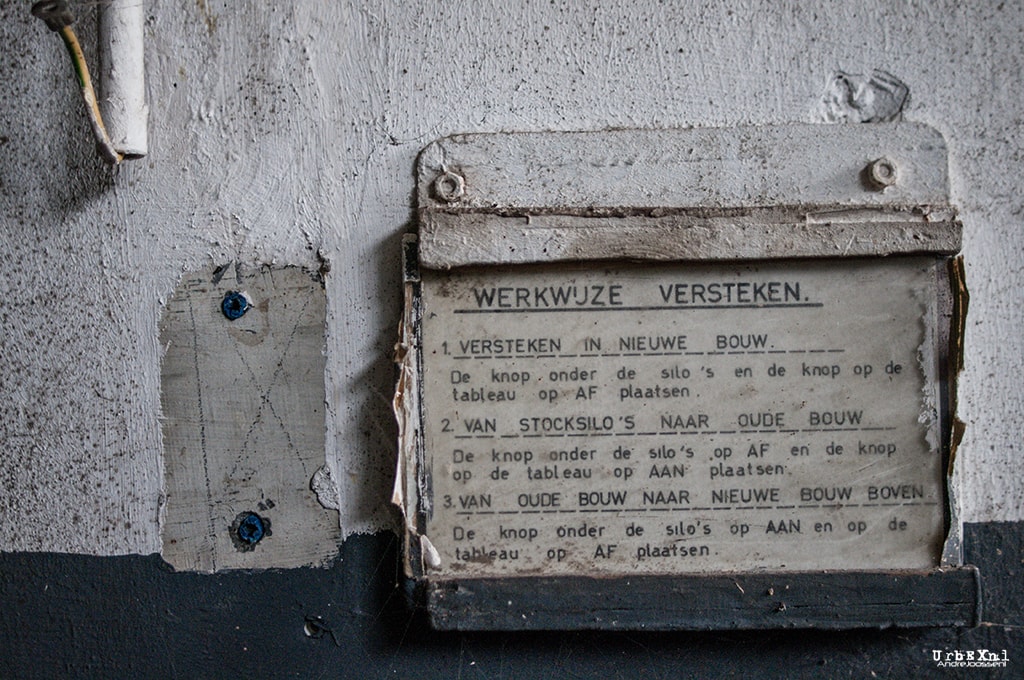 WERKWIJZE VERSTEKEN.
1. VERSTEKEN IN NIEUWE BOUW.
De knop onder de silo's en de knop op de
tableau op AF plaatsen.
2. VAN STOCKSILO'S NAAR OUDE BOUW
De knop onder de silo's op AF en de knop
op de tableau op AAN plaatsen.
3. VAN OUDE BOUW NAAR NIEUWE BOUW BOVEN.
De knop onder de silo's op AAN en op de
tableau op AF plaatsen.
UrbEXnl
AndreJoosseni